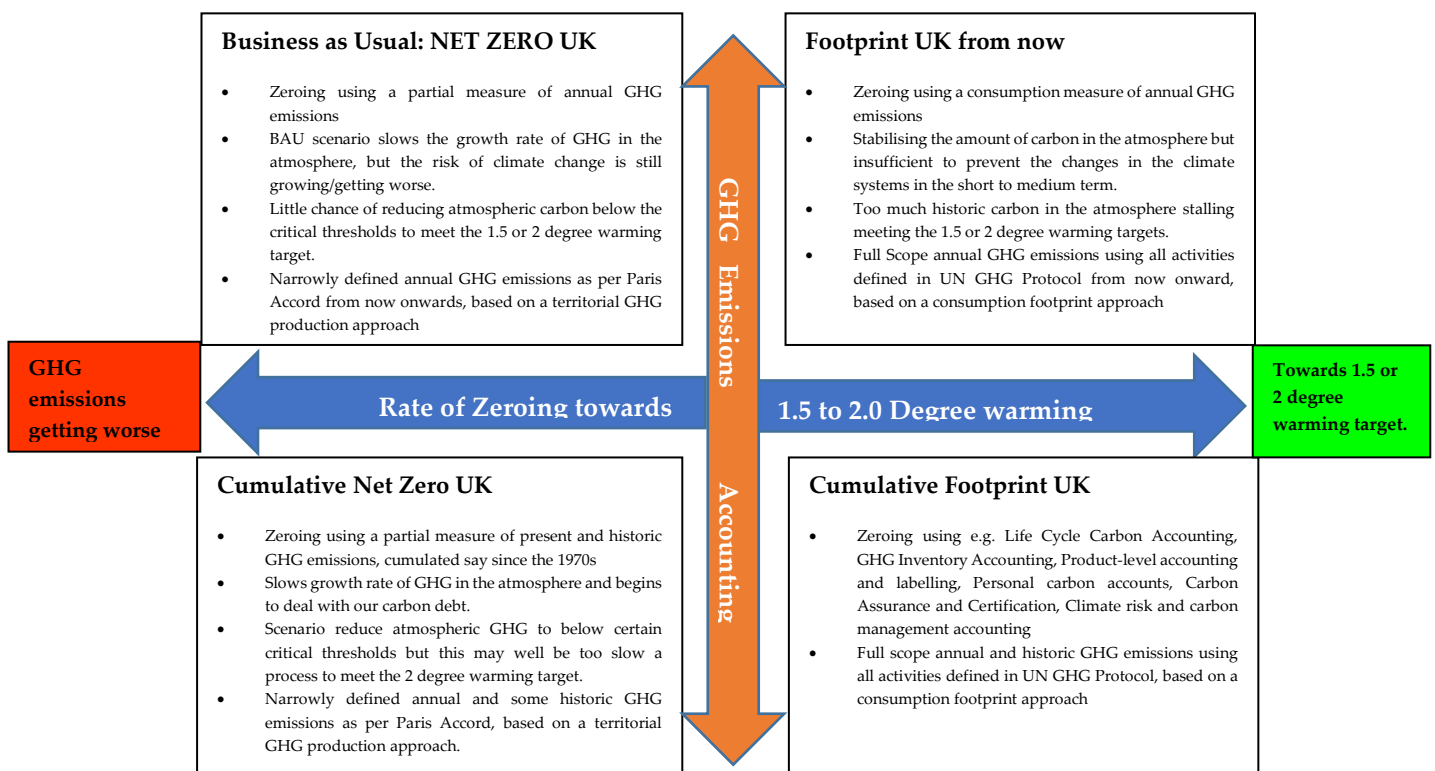 Business as Usual: NET ZERO UK
• Zeroing using a partial measure of annual GHG
emissions
• BAU scenario slows the growth rate of GHG in the
atmosphere, but the risk of climate change is still
growing/getting worse.
• Little chance of reducing atmospheric carbon below the
critical thresholds to meet the 1.5 or 2 degree warming
target.
• Narrowly defined annual GHG emissions as per Paris
Accord from now onwards, based on a territorial GHG
production approach
Footprint UK from now
• Zeroing using a consumption measure of annual GHG
emissions
• Stabilising the amount of carbon in the atmosphere but
insufficient to prevent the changes in the climate
systems in the short to medium term.
• Too much historic carbon in the atmosphere stalling
meeting the 1.5 or 2 degree warming targets.
• Full Scope annual GHG emissions using all activities
defined in UN GHG Protocol from now onward,
based on a consumption footprint approach
GHG Emissions Accounting
GHG
emissions
getting worse
Rate of Zeroing towards
1.5 to 2.0 Degree warming
Towards 1.5 or
2 degree
warming target.
Cumulative Net Zero UK
• Zeroing using a partial measure of present and historic
GHG emissions, cumulated say since the 1970s
• Slows growth rate of GHG in the atmosphere and begins
to deal with our carbon debt.
• Scenario reduce atmospheric GHG to below certain
critical thresholds but this may well be too slow a
process to meet the 2 degree warming target.
• Narrowly defined annual and some historic GHG
emissions as per Paris Accord, based on a territorial
GHG production approach.
Cumulative Footprint UK
• Zeroing using e.g. Life Cycle Carbon Accounting,
GHG Inventory Accounting, Product-level accounting
and labelling, Personal carbon accounts, Carbon
Assurance and Certification, Climate risk and carbon
management accounting
• Full scope annual and historic GHG emissions using
all activities defined in UN GHG Protocol, based on a
consumption footprint approach